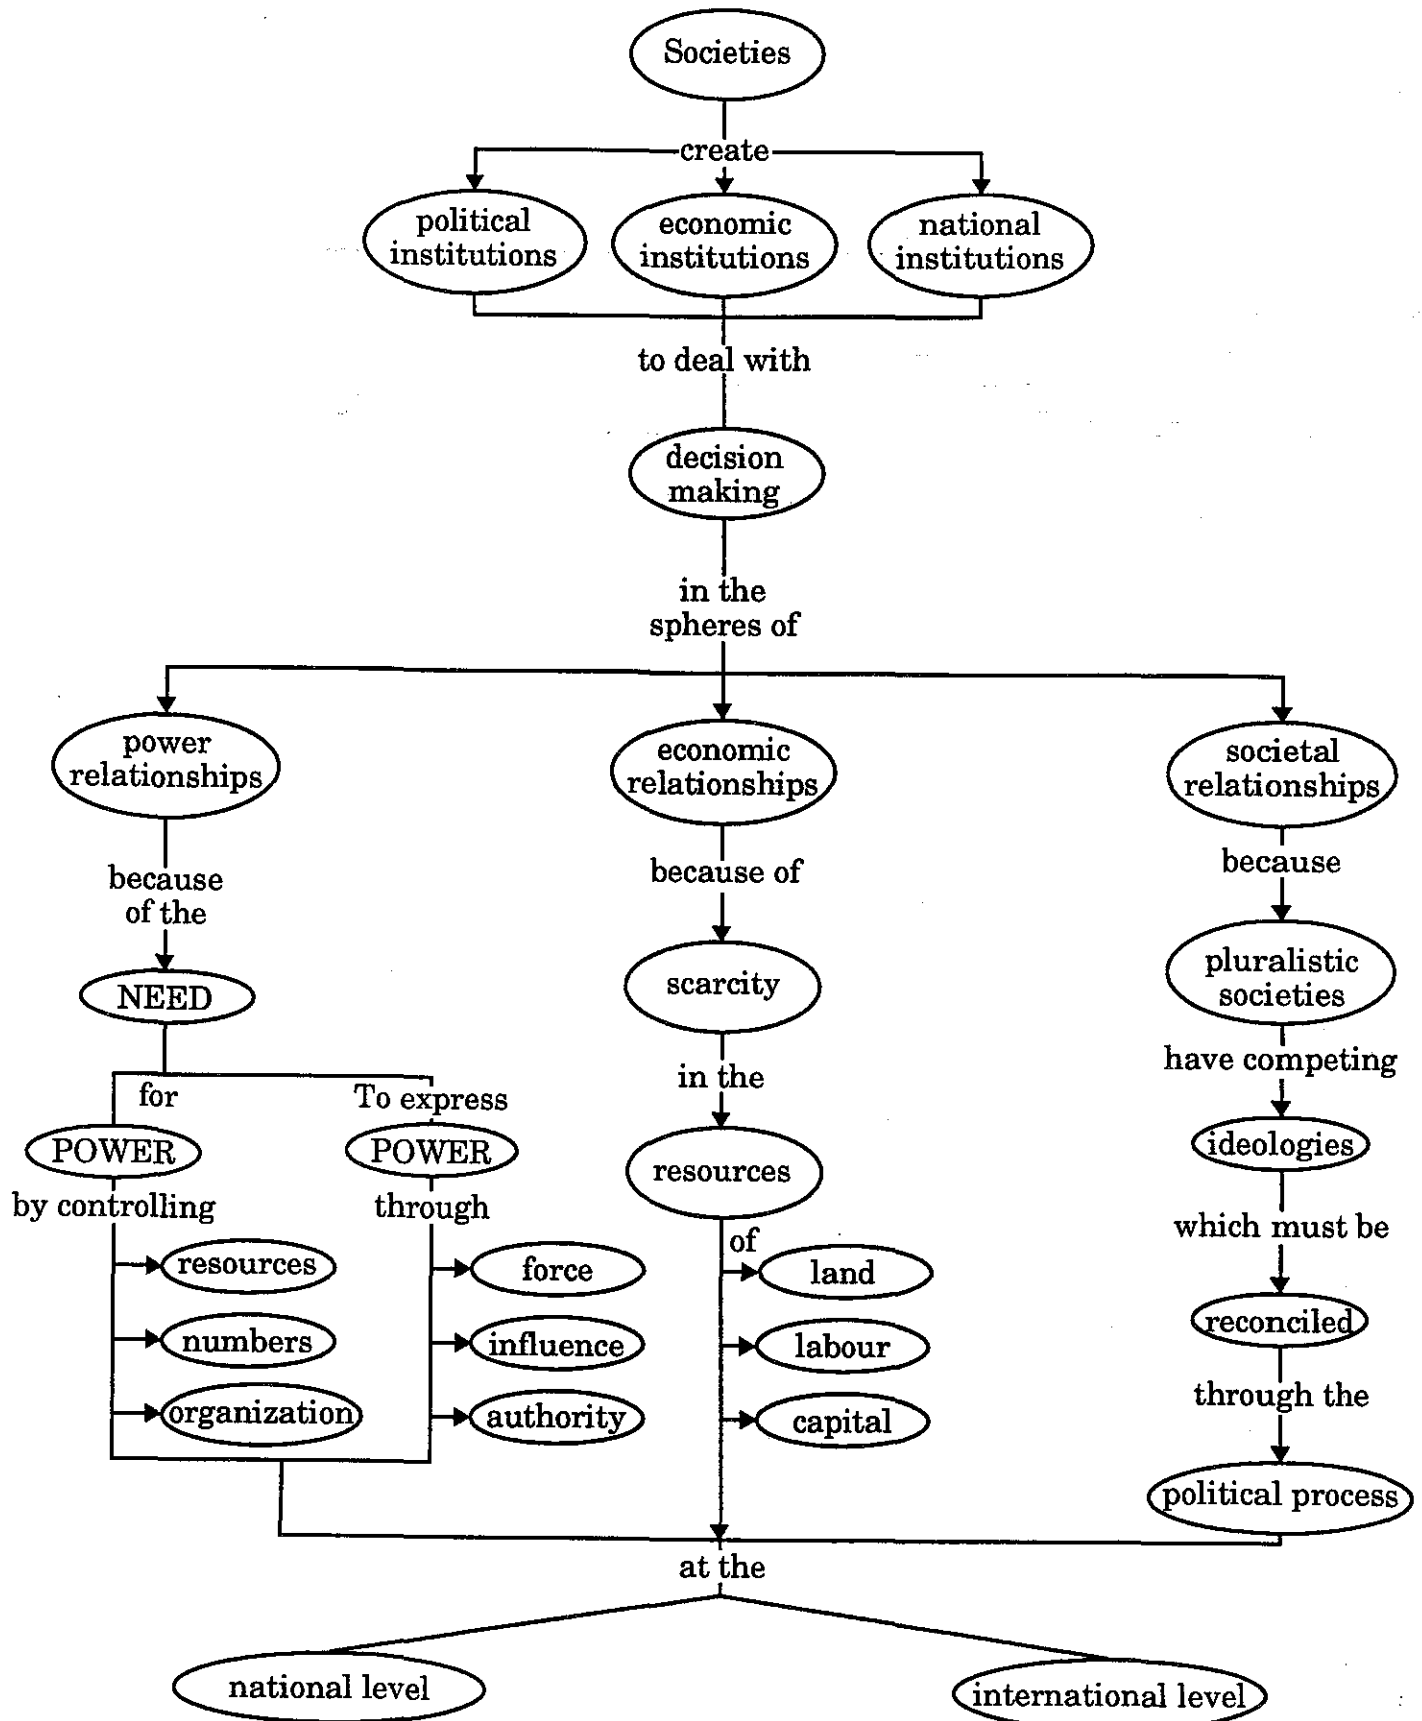 Societies
create
political
institutions
economic
institutions
national
institutions
to deal with
decision
making
in the
spheres of
power
relationships
economic
relationships
societal
relationships
because
of the
because of
because
NEED
scarcity
pluralistic
societies
for
To express
in the
have competing
POWER
POWER
resources
ideologies
by controlling
through
of
which must be
resources
force
land
numbers
influence
labour
reconciled
organization
authority
capital
through the
political process
at the
national level
international level